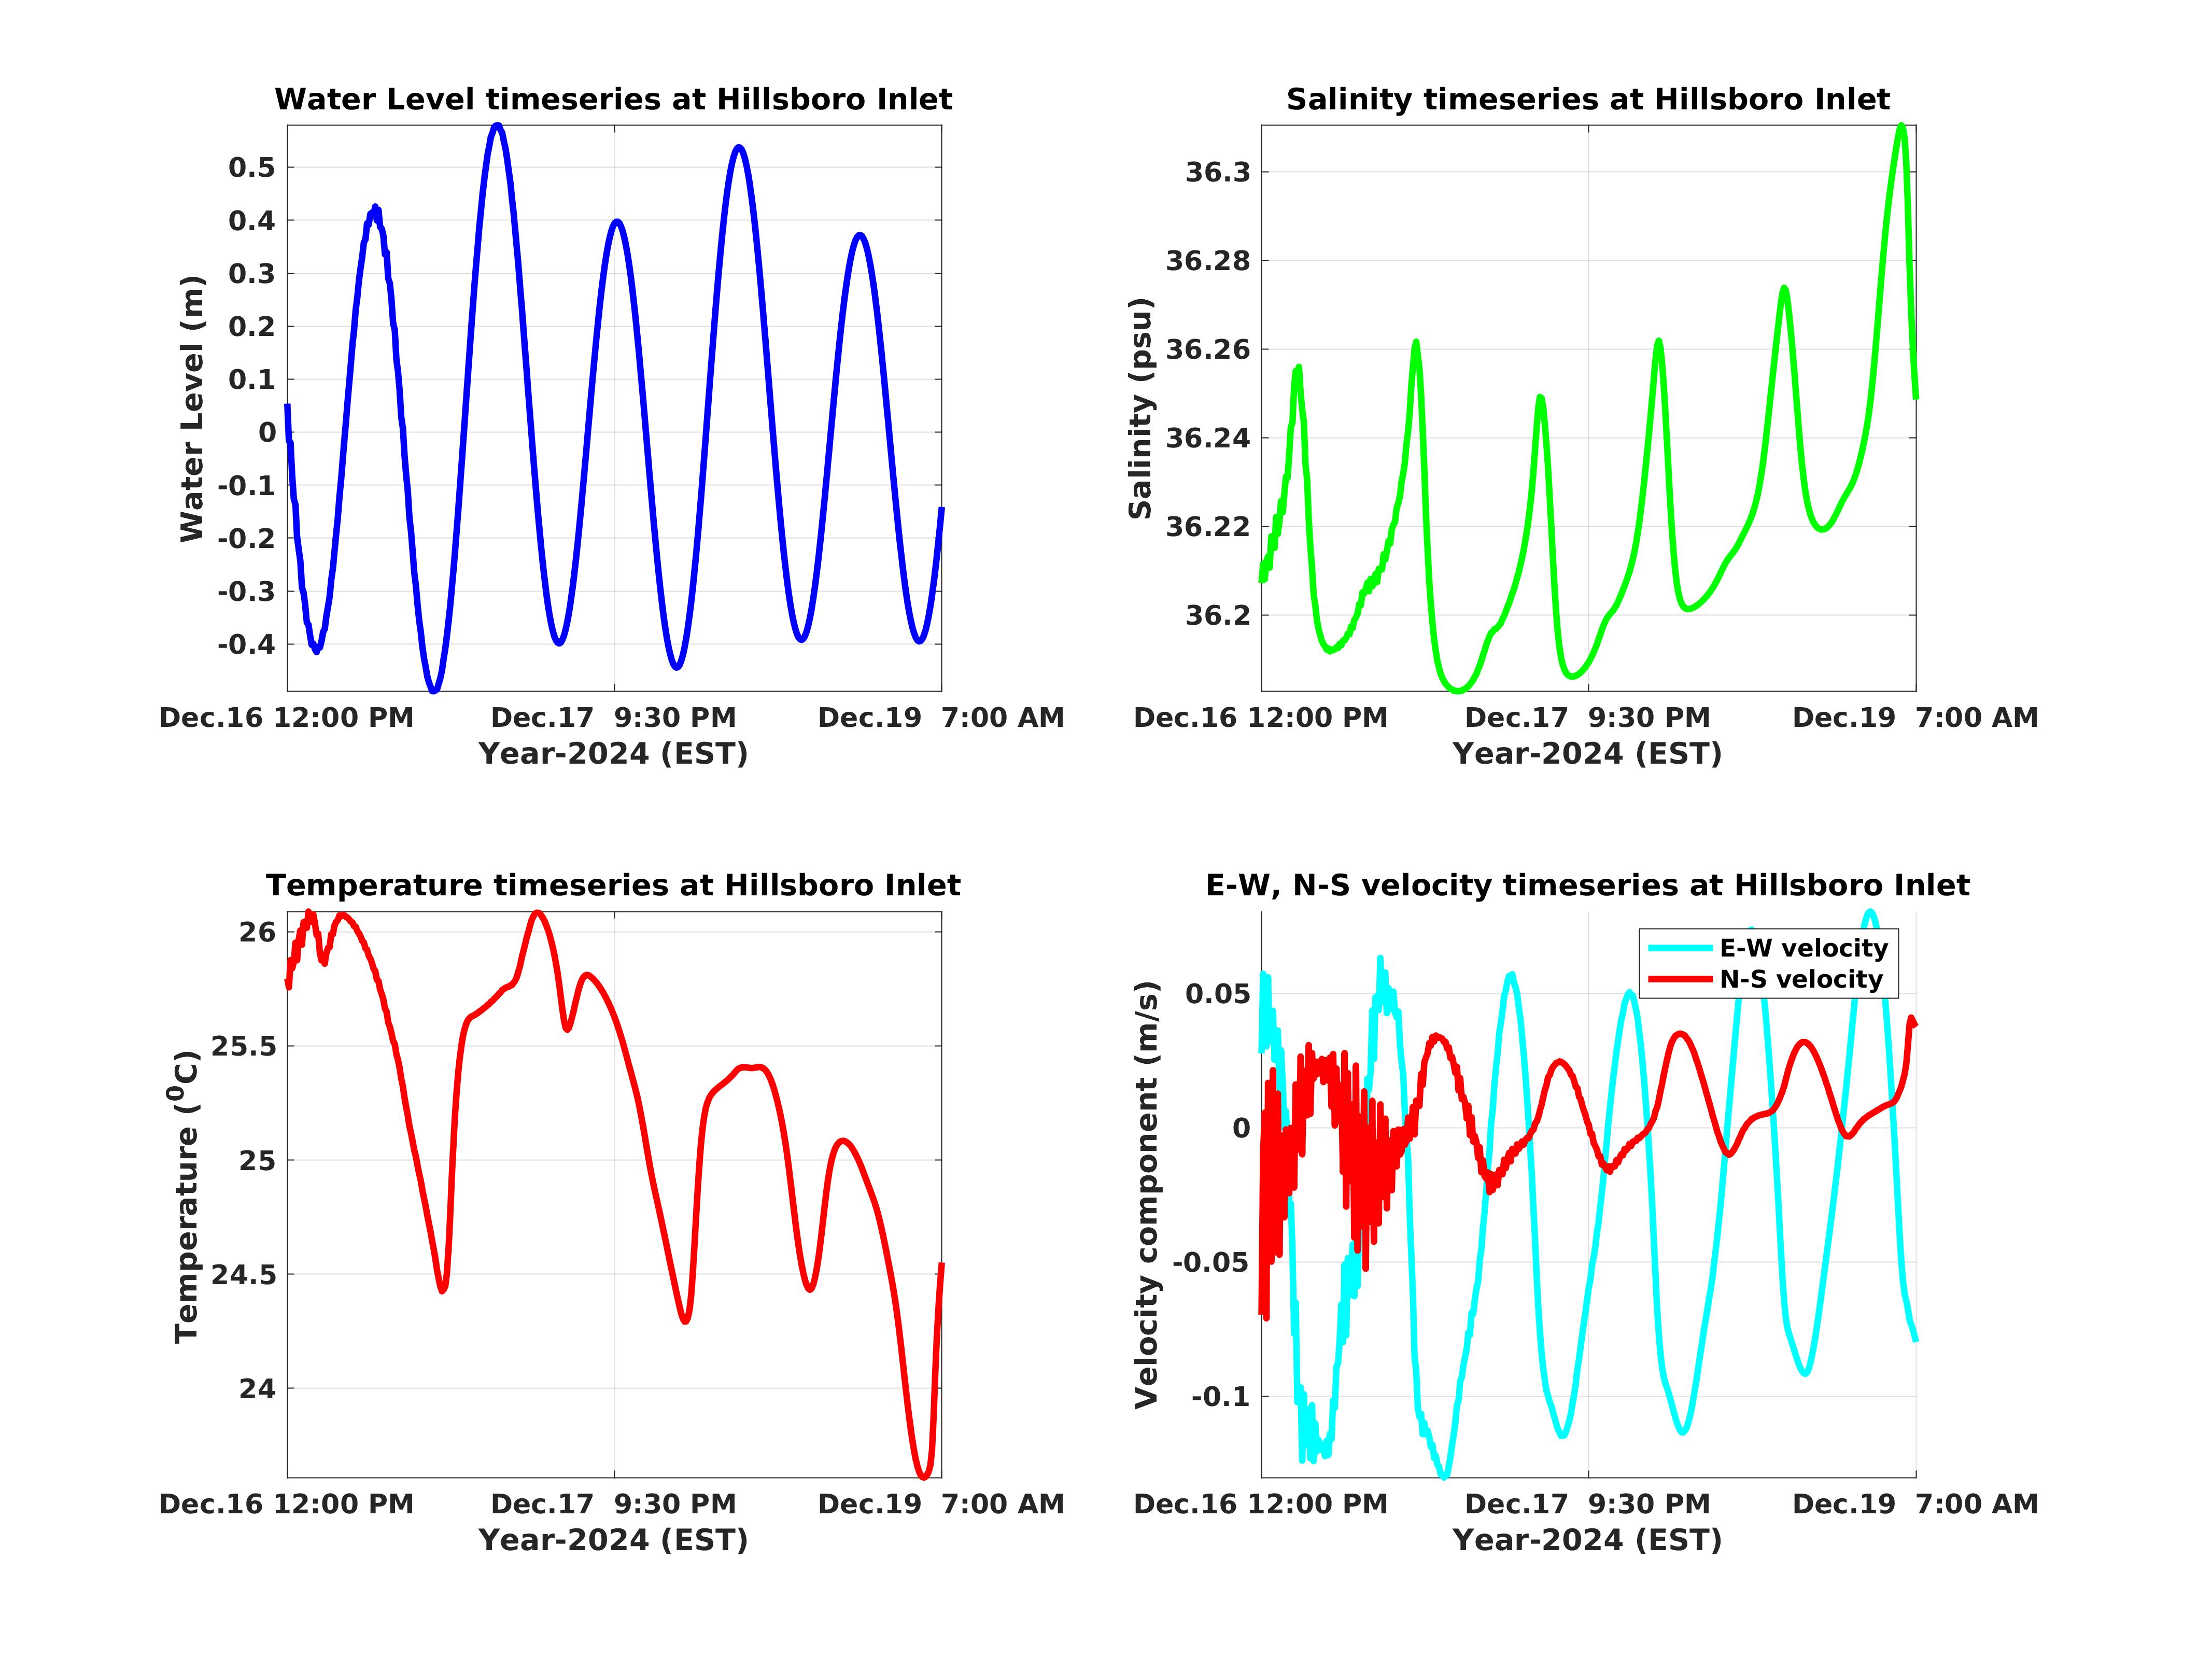 Water Level timeseries at Hillsboro Inlet
Water Level (m)
0.5
0.4
0.3
0.2
0.1
0
-0.1
-0.2
-0.3
-0.4
Dec.16 12:00 PM
Dec.17 9:30 PM
Dec.19 7:00 AM
Year-2024 (EST)
Salinity timeseries at Hillsboro Inlet
Salinity (psu)
36.3
36.28
36.26
36.24
36.22
36.2
Dec.16 12:00 PM
Dec.17 9:30 PM
Dec.19 7:00 AM
Year-2024 (EST)
Temperature timeseries at Hillsboro Inlet
Temperature (⁰C)
26
25.5
25
24.5
24
Dec.16 12:00 PM
Dec.17 9:30 PM
Dec.19 7:00 AM
Year-2024 (EST)
E-W, N-S velocity timeseries at Hillsboro Inlet
Velocity component (m/s)
E-W velocity
N-S velocity
0.05
0
-0.05
-0.1
Dec.16 12:00 PM
Dec.17 9:30 PM
Dec.19 7:00 AM
Year-2024 (EST)